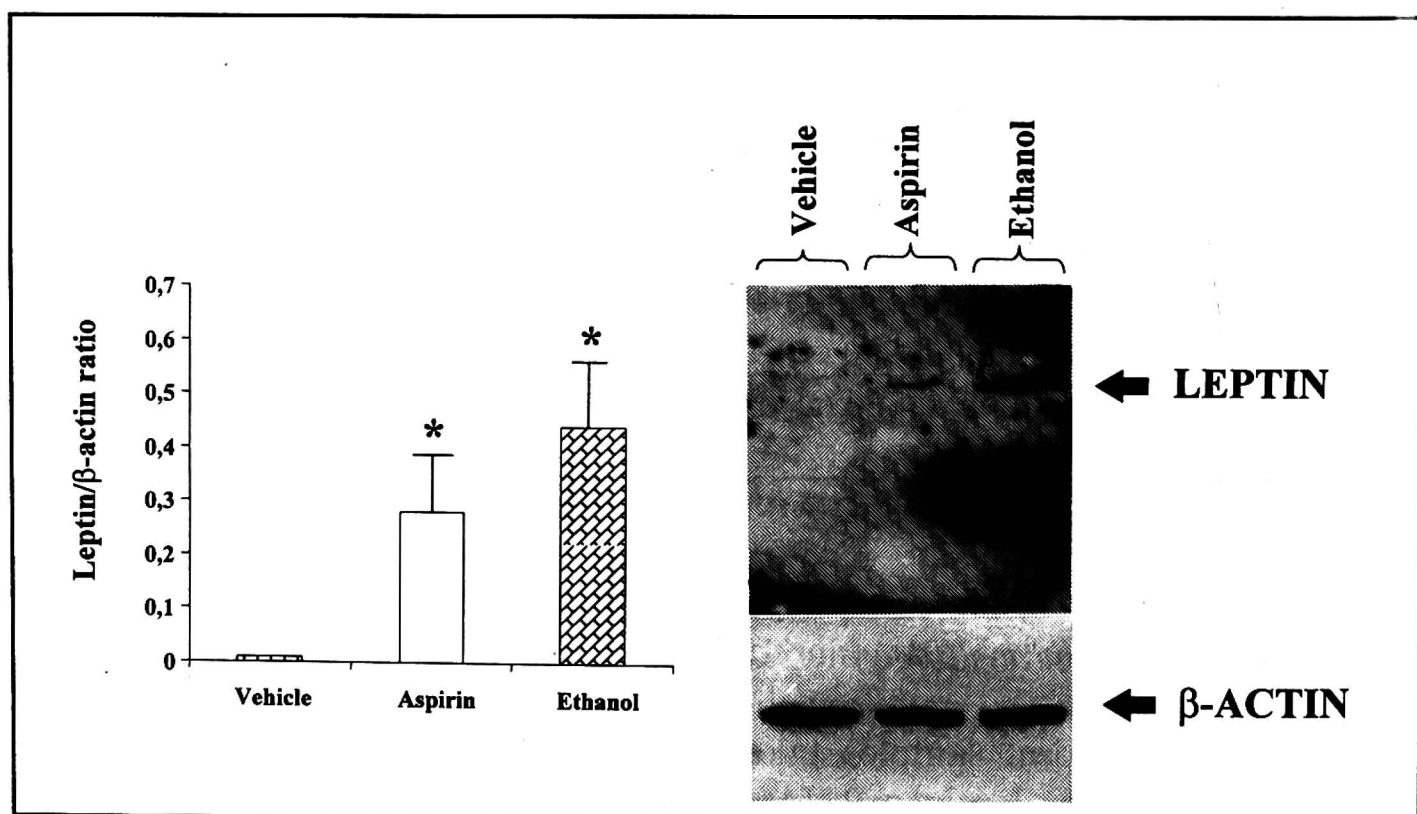 Leptin/β-actin ratio
0,7
0,6
0,5
0,4
0,3
0,2
0,1
0
*
*
Vehicle Aspirin Ethanol
Vehicle
Aspirin
Ethanol
LEPTIN
β-ACTIN